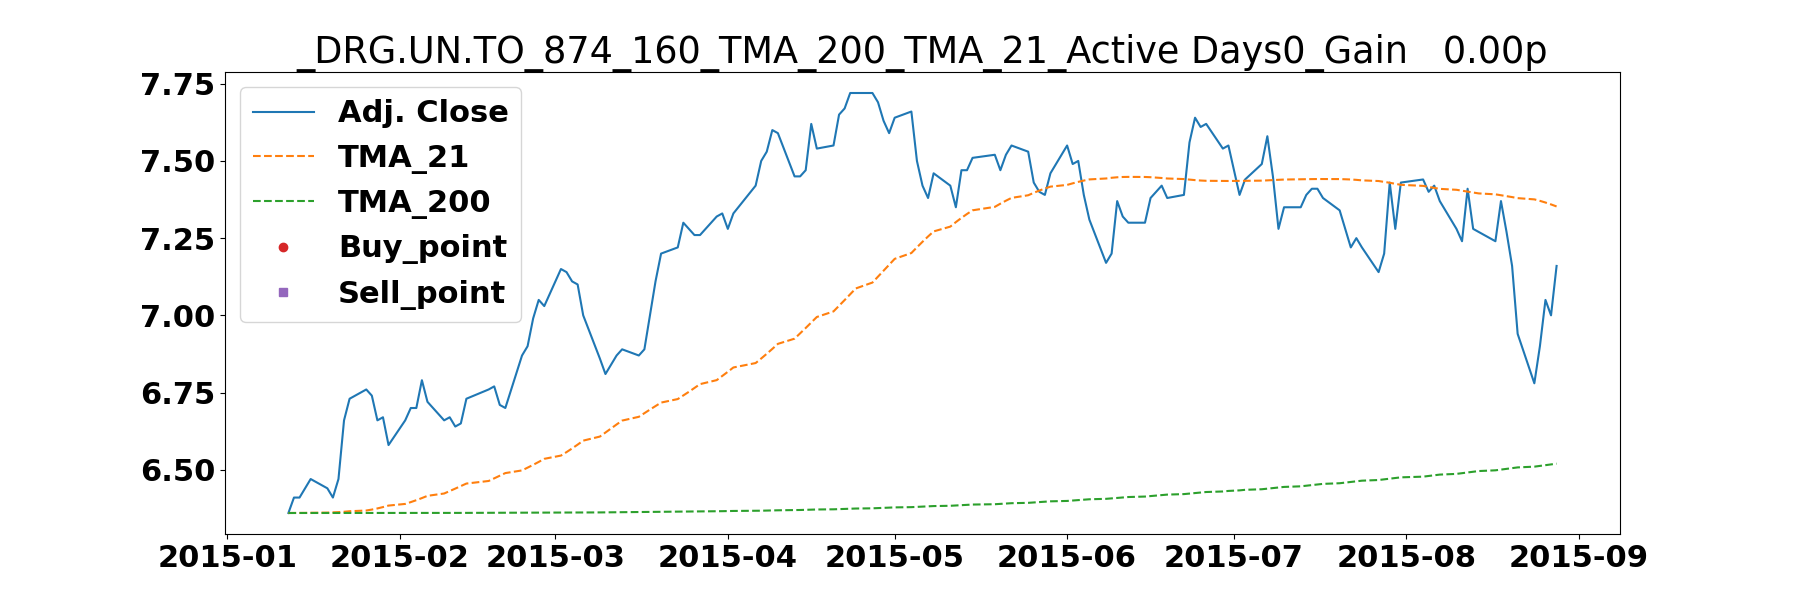 _DRG.UN.TO_874_160_TMA_200_TMA_21_Active Days0_Gain   0.00p
7.75
7.50
7.25
7.00
6.75
6.50
Adj. Close
TMA_21
TMA_200
Buy_point
Sell_point
2015-01 2015-02 2015-03 2015-04 2015-05 2015-06 2015-07 2015-08 2015-09